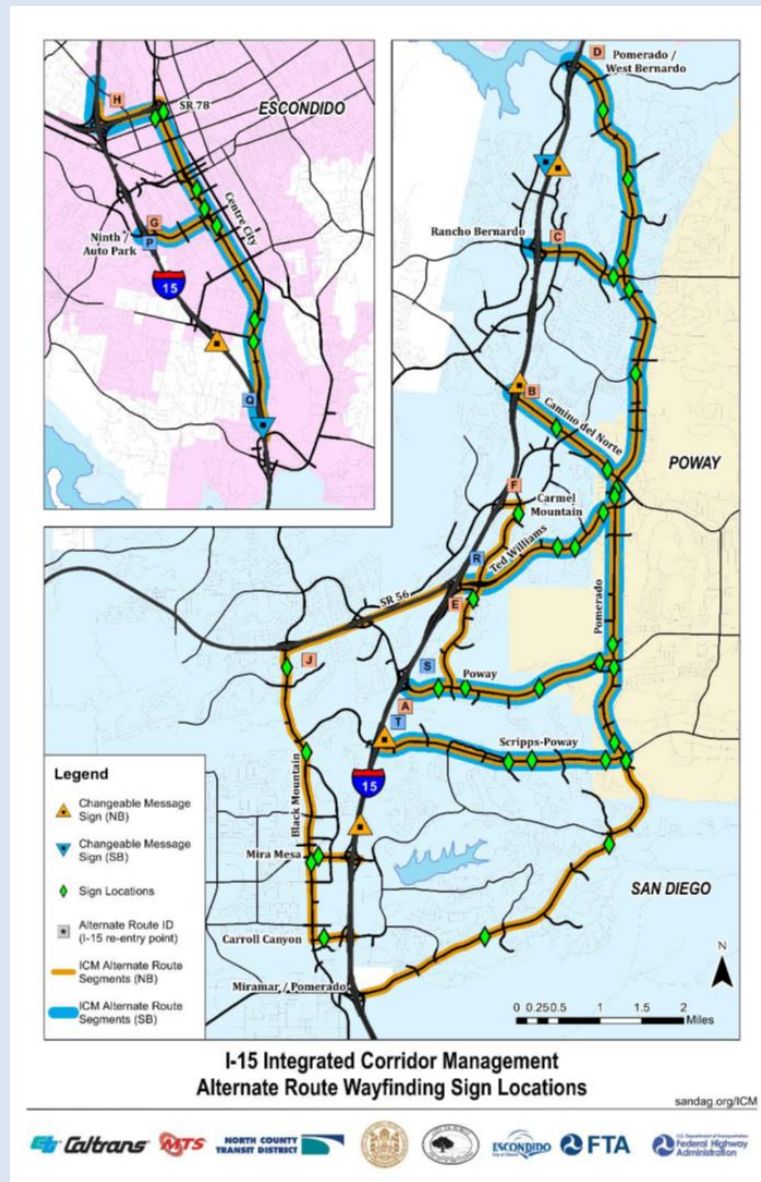 H
SR 78
ESCONDIDO
G
Ninth /
Auto Park
P
Centre City
15
Q
D
Pomerado /
West Bernardo
Rancho Bernardo
C
B
Camino del Norte
POWAY
F
Carmel
Mountain
R
Ted Williams
SR 56
E
Pomerado
J
S
Poway
A
T
Scripps-Poway
15
Black Mountain
Mira Mesa
SAN DIEGO
Carroll Canyon
Miramar / Pomerado
N
0 0.25 0.5 1 1.5 2
Miles
Legend
Changeable Message
Sign (NB)
Changeable Message
Sign (SB)
Sign Locations
Alternate Route ID
(I-15 re-entry point)
ICM Alternate Route
Segments (NB)
ICM Alternate Route
Segments (SB)
I-15 Integrated Corridor Management
Alternate Route Wayfinding Sign Locations
sandag.org/ICM
Caltrans
MTS
NORTH COUNTY
TRANSIT DISTRICT
ESCONDIDO
FTA
U.S. Department of Transportation
Federal Highway
Administration